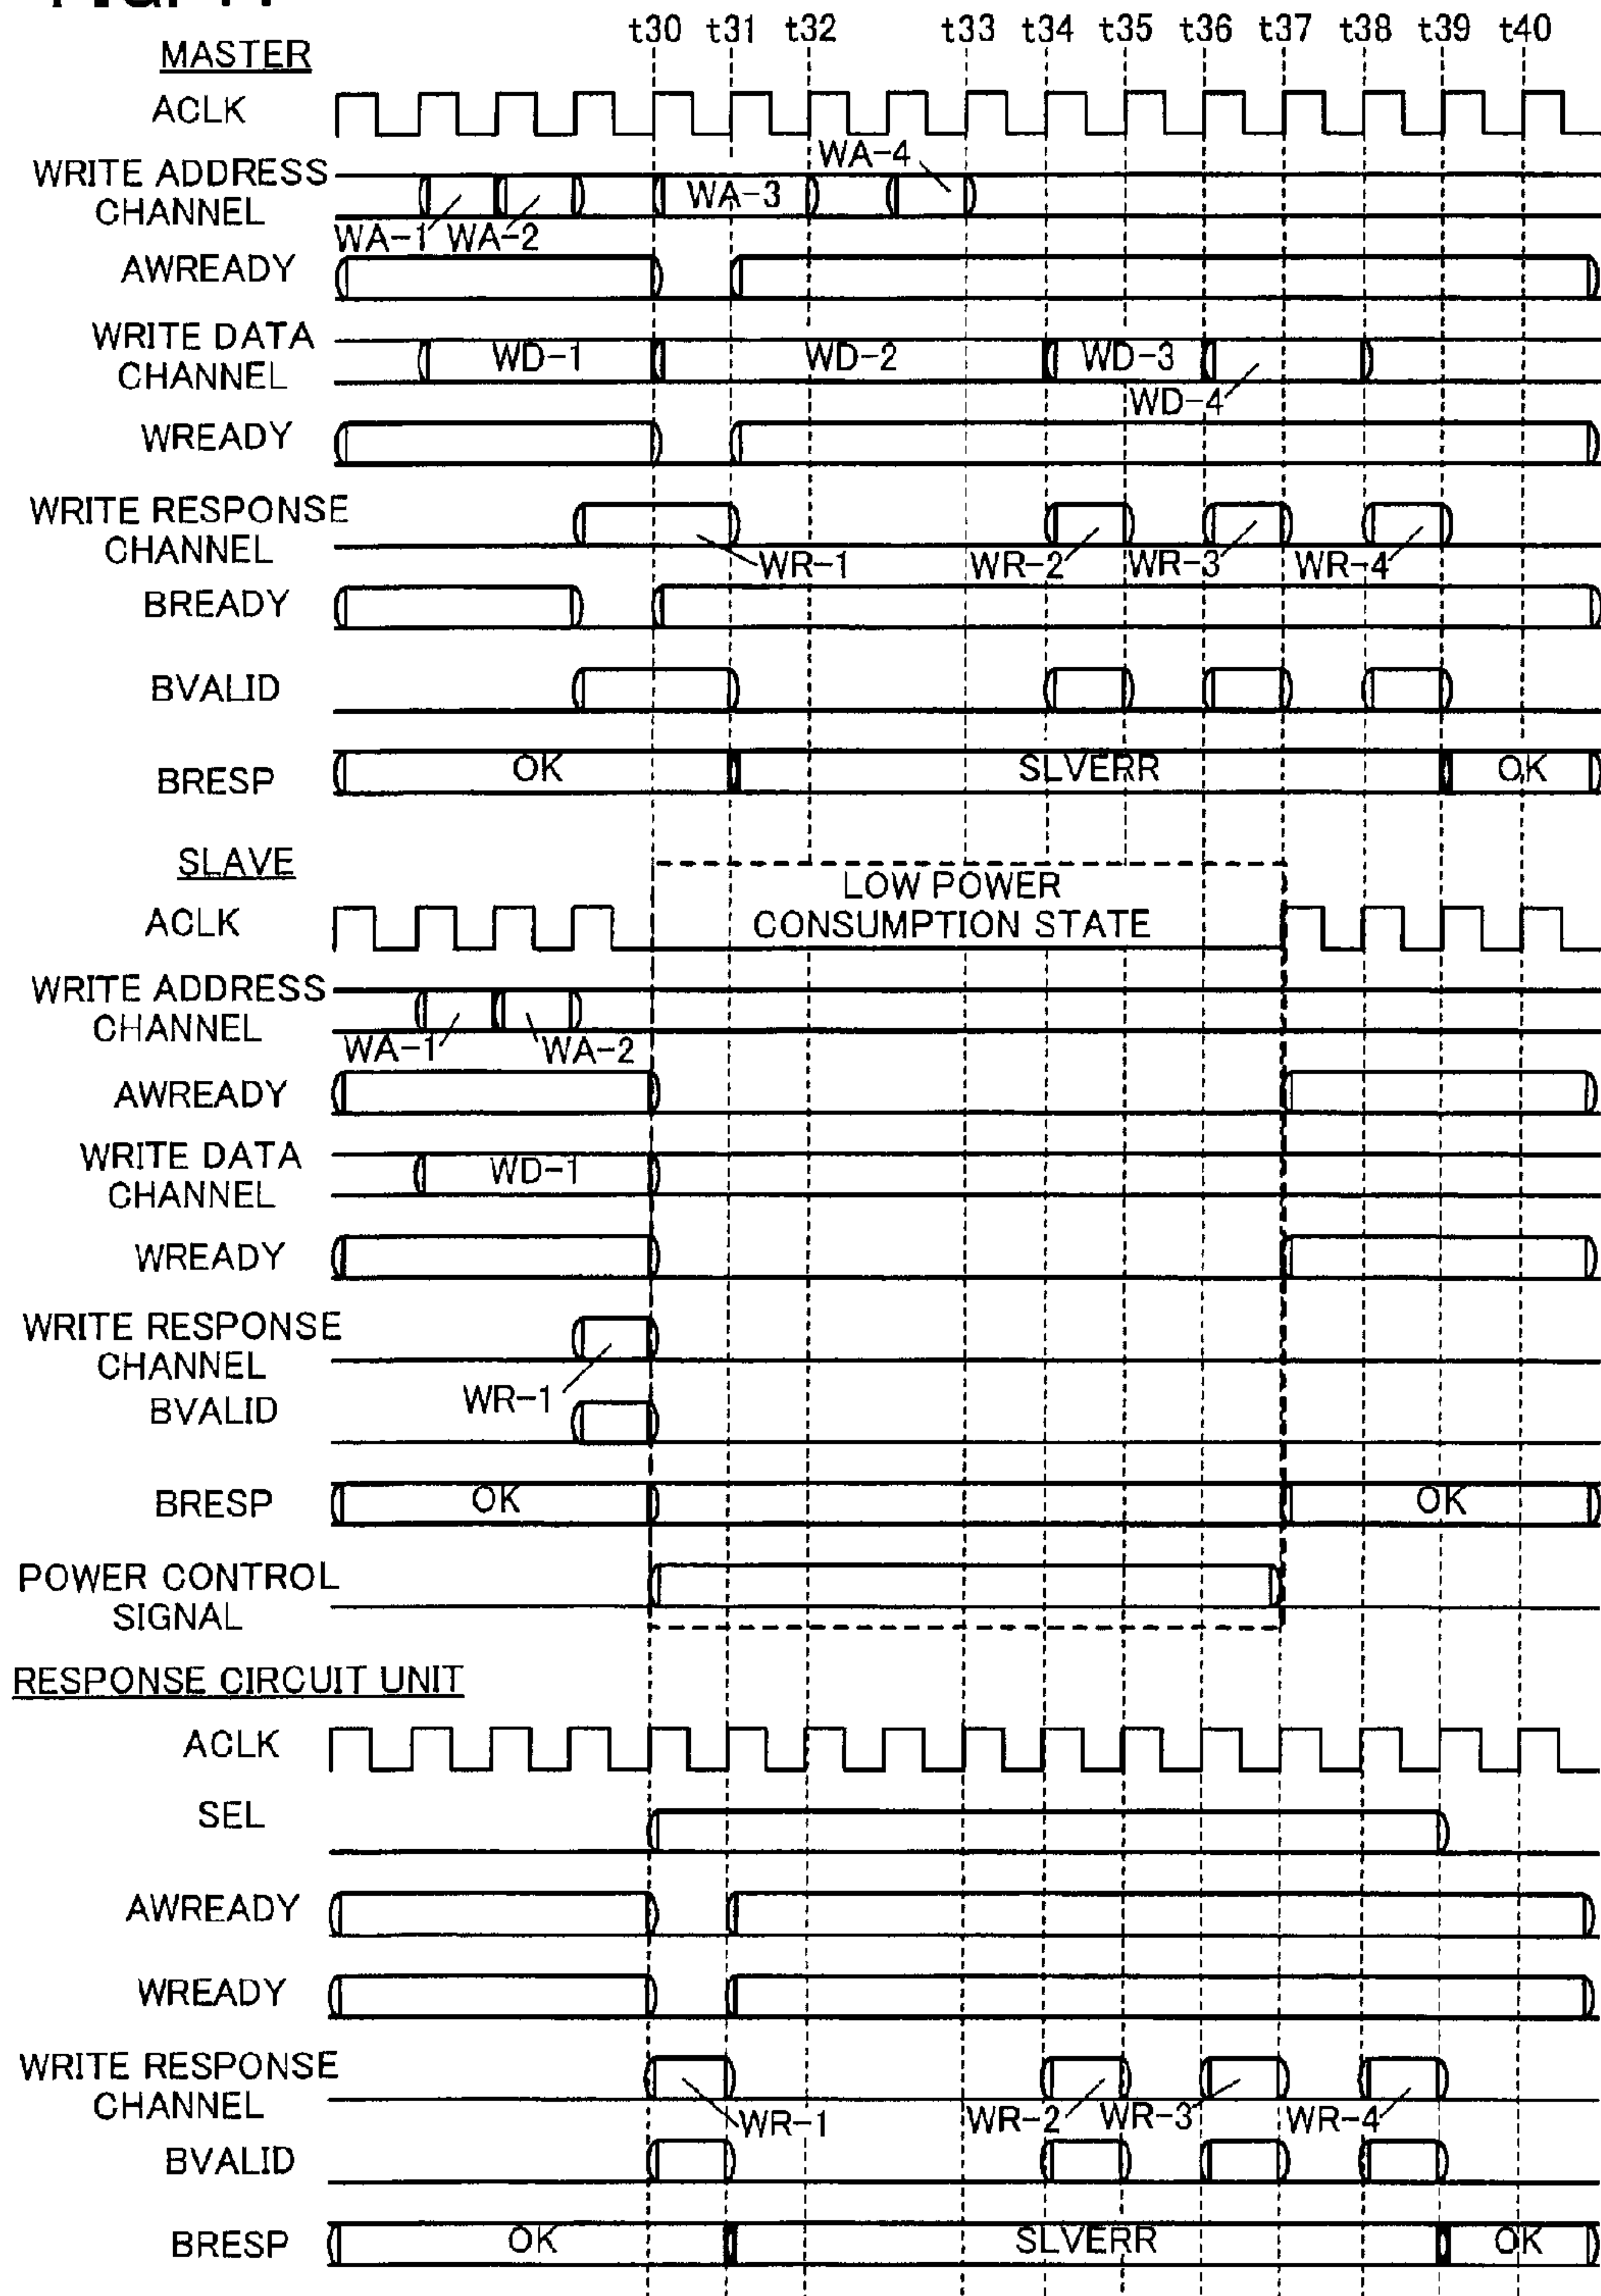 t30 t31 t32 t33 t34 t35 t36 t37 t38 t39 t40
MASTER
ACLK
WA-4
WRITE ADDRESS
CHANNEL
WA-3
WA-1 WA-2
AWREADY
WRITE DATA
CHANNEL
WD-1 WD-2 WD-3
WD-4
WREADY
WRITE RESPONSE
CHANNEL
WR-1 WR-2 WR-3 WR-4
BREADY
BVALID
BRESP
OK SLVERR OK
SLAVE
LOW POWER
CONSUMPTION STATE
ACLK
WRITE ADDRESS
CHANNEL
WA-1 WA-2
AWREADY
WRITE DATA
CHANNEL
WD-1
WREADY
WRITE RESPONSE
CHANNEL
WR-1
BVALID
BRESP
OK OK
POWER CONTROL
SIGNAL
RESPONSE CIRCUIT UNIT
ACLK
SEL
AWREADY
WREADY
WRITE RESPONSE
CHANNEL
WR-1 WR-2 WR-3 WR-4
BVALID
BRESP
OK SLVERR OK